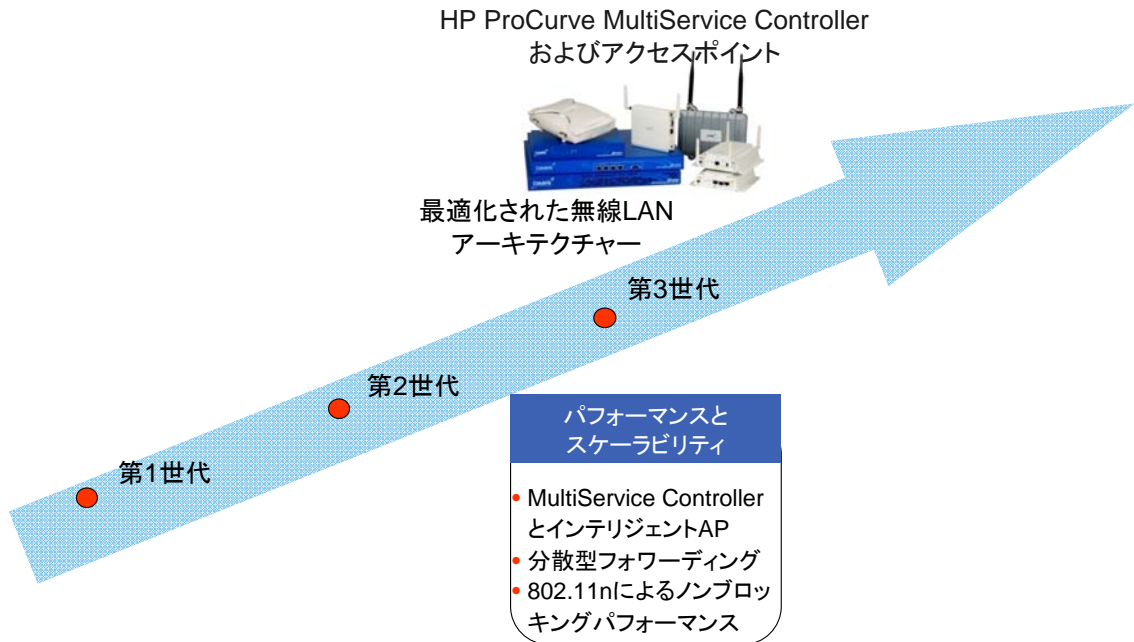 HP ProCurve MultiService Controller
およびアクセスポイント
最適化された無線LAN
アーキテクチャー
第3世代
第2世代
第1世代
パフォーマンスと
スケーラビリティ
• MultiService Controller
とインテリジェントAP
• 分散型フォワーディング
• 802.11nによるノンブロッ
キングパフォーマンス